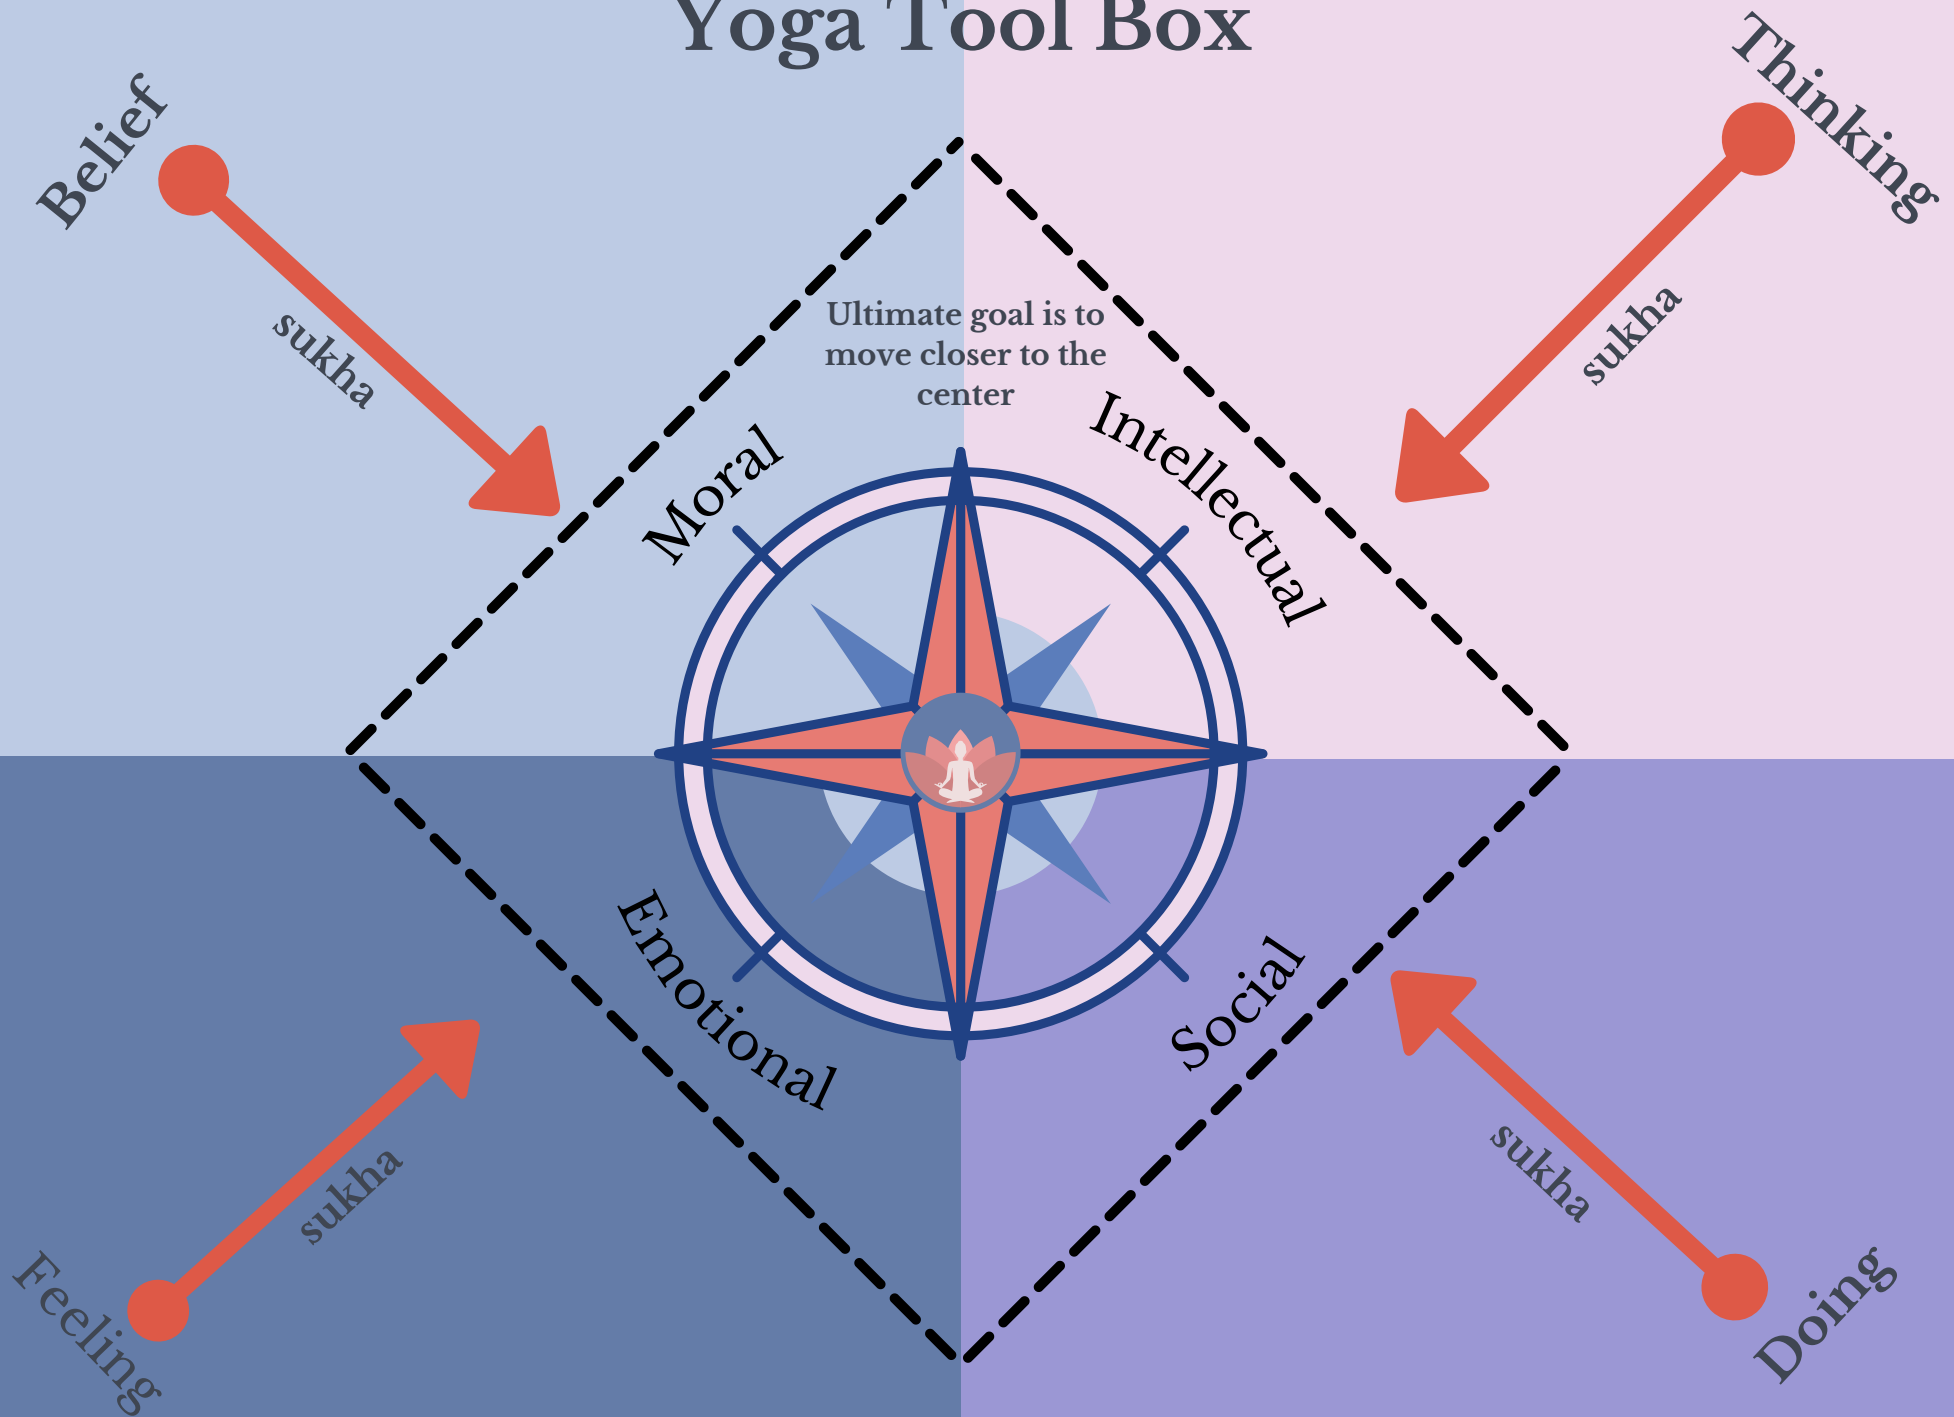 Yoga Tool Box
Belief
Thinking
sukha
sukha
Ultimate goal is to
move closer to the
center
Moral
Intellectual
Emotional
Social
sukha
sukha
Feeling
Doing